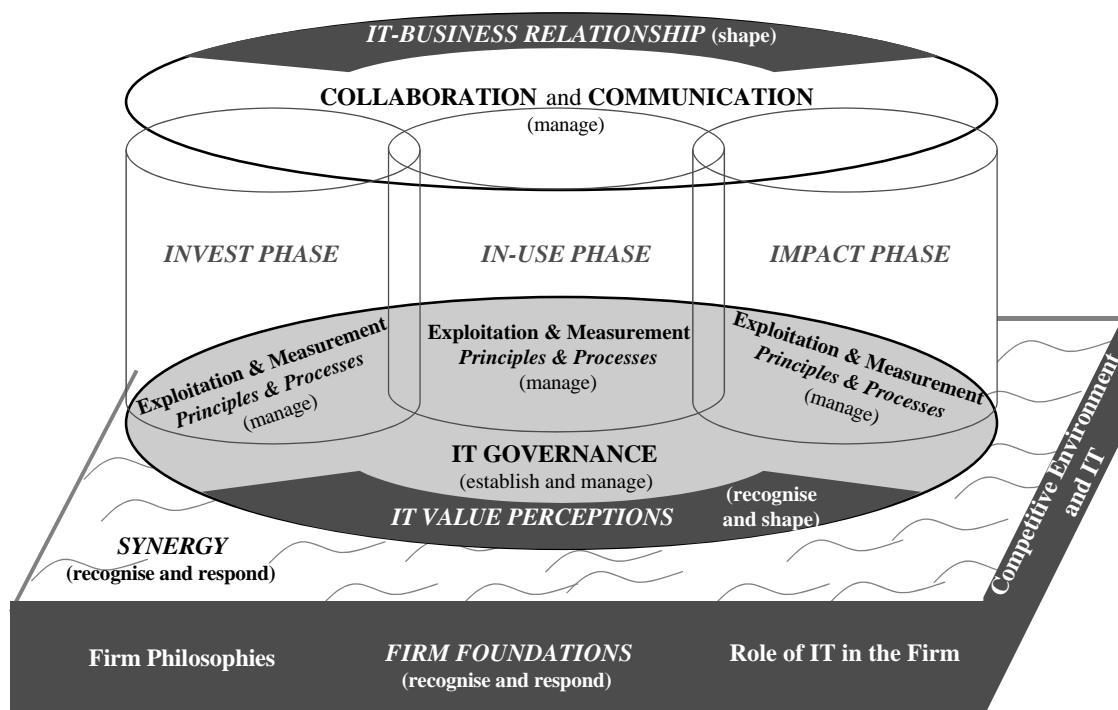 IT-BUSINESS RELATIONSHIP (shape)
COLLABORATION and COMMUNICATION
(manage)
INVEST PHASE
IN-USE PHASE
IMPACT PHASE
Exploitation & Measurement
Principles & Processes
(manage)
Exploitation & Measurement
Principles & Processes
(manage)
Exploitation & Measurement
Principles & Processes
(manage)
IT GOVERNANCE
(establish and manage)
IT VALUE PERCEPTIONS
(recognise
and shape)
Competitive Environment
and IT
SYNERGY
(recognise and respond)
Firm Philosophies
FIRM FOUNDATIONS
(recognise and respond)
Role of IT in the Firm